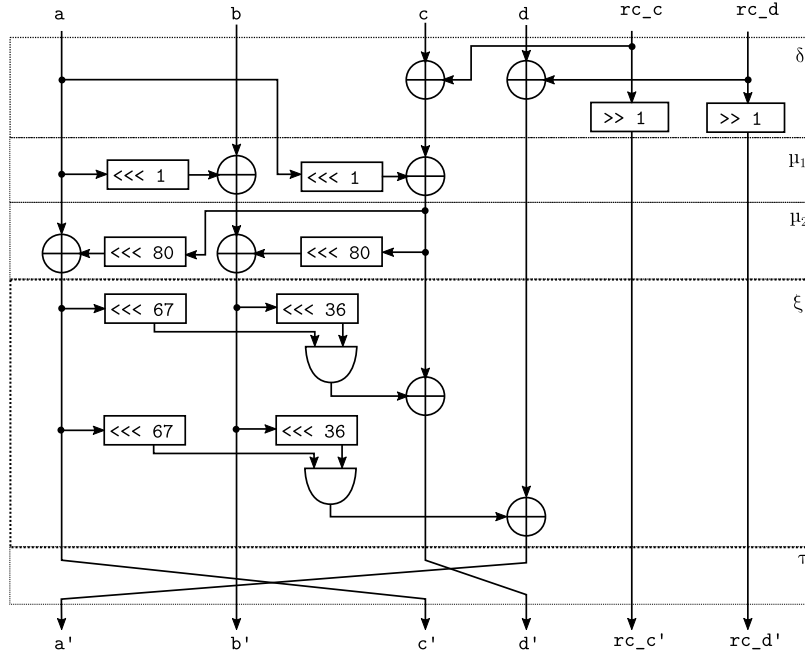 a b c d rc_c rc_d
δ
>> 1 >> 1
<<< 1 <<< 1 μ₁
μ₂
<<< 80 <<< 80
<<< 67 <<< 36 ξ
<<< 67 <<< 36
τ
a' b' c' d' rc_c' rc_d'